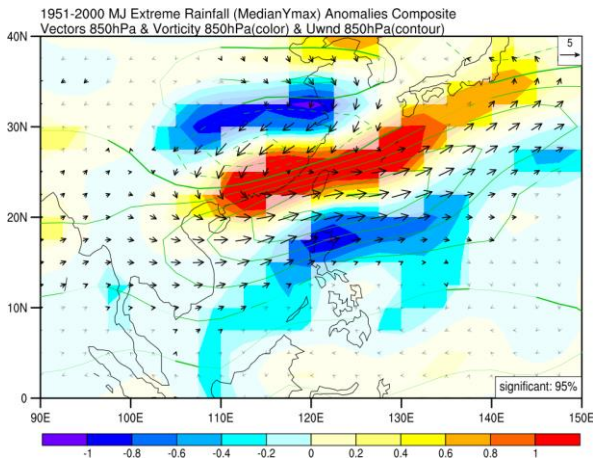 1951-2000 MJ Extreme Rainfall (MedianYmax) Anomalies Composite
Vectors 850hPa & Vorticity 850hPa(color) & Uwnd 850hPa(contour)
5
40N
30N
20N
10N
0
significant: 95%
90E 100E 110E 120E 130E 140E 150E
-1 -0.8 -0.6 -0.4 -0.2 0 0.2 0.4 0.6 0.8 1